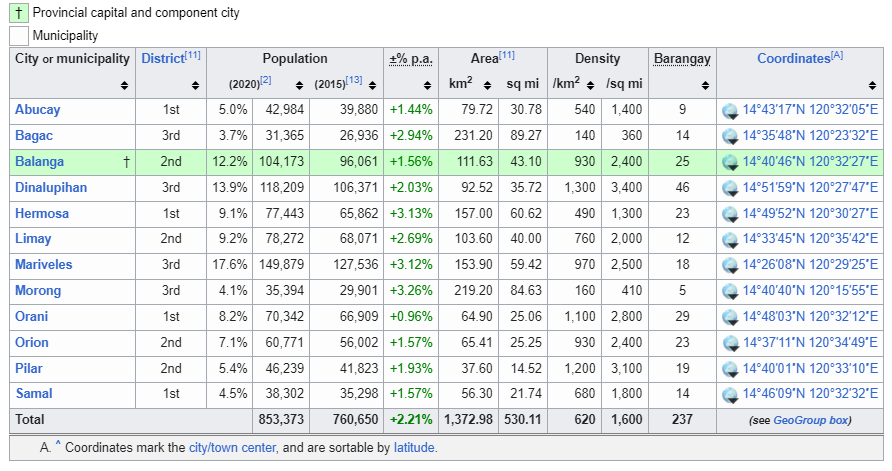 † Provincial capital and component city
Municipality
City or municipality District[11] Population ±% p.a. Area[11] Density Barangay Coordinates[A]
(2020)[2] (2015)[13] km2 sq mi /km2 /sq mi
Abucay 1st 5.0% 42,984 39,880 +1.44% 79.72 30.78 540 1,400 9 14°43′17″N 120°32′05″E
Bagac 3rd 3.7% 31,365 26,936 +2.94% 231.20 89.27 140 360 14 14°35′48″N 120°23′32″E
Balanga † 2nd 12.2% 104,173 96,061 +1.56% 111.63 43.10 930 2,400 25 14°40′46″N 120°32′27″E
Dinalupihan 3rd 13.9% 118,209 106,371 +2.03% 92.52 35.72 1,300 3,400 46 14°51′59″N 120°27′47″E
Hermosa 1st 9.1% 77,443 65,862 +3.13% 157.00 60.62 490 1,300 23 14°49′52″N 120°30′27″E
Limay 2nd 9.2% 78,272 68,071 +2.69% 103.60 40.00 760 2,000 12 14°33′45″N 120°35′42″E
Mariveles 3rd 17.6% 149,879 127,536 +3.12% 153.90 59.42 970 2,500 18 14°26′08″N 120°29′25″E
Morong 3rd 4.1% 35,394 29,901 +3.26% 219.20 84.63 160 410 5 14°40′40″N 120°15′55″E
Orani 1st 8.2% 70,342 66,909 +0.96% 64.90 25.06 1,100 2,800 29 14°48′03″N 120°32′12″E
Orion 2nd 7.1% 60,771 56,002 +1.57% 65.41 25.25 930 2,400 23 14°37′11″N 120°34′49″E
Pilar 2nd 5.4% 46,239 41,823 +1.93% 37.60 14.52 1,200 3,100 19 14°40′01″N 120°33′10″E
Samal 1st 4.5% 38,302 35,298 +1.57% 56.30 21.74 680 1,800 14 14°46′09″N 120°32′32″E
Total 853,373 760,650 +2.21% 1,372.98 530.11 620 1,600 237 (see GeoGroup box)
A. ^ Coordinates mark the city/town center, and are sortable by latitude.